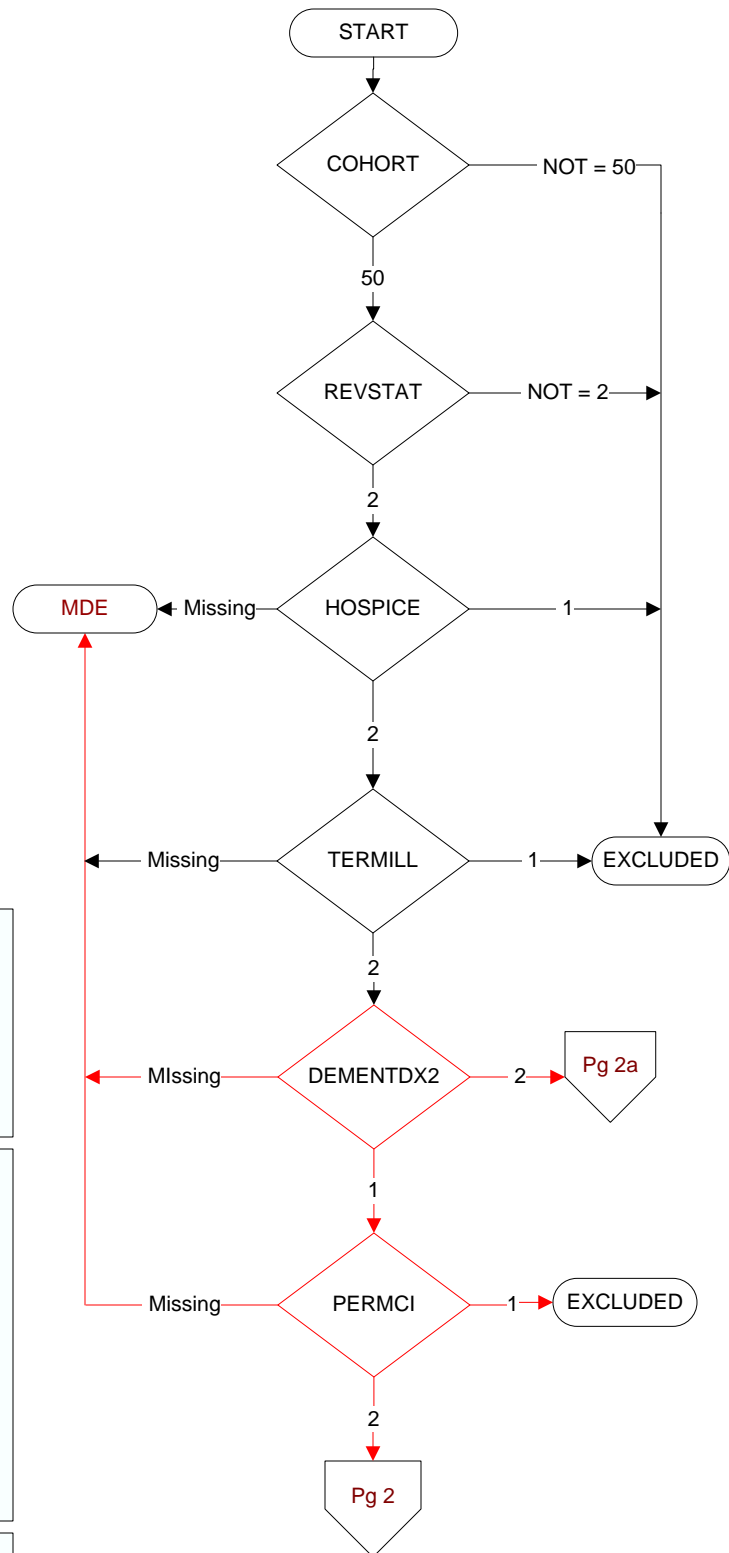 START
COHORT
NOT = 50
50
REVSTAT
NOT = 2
2
MDE
Missing
HOSPICE
1
2
Missing
TERMILL
1
EXCLUDED
2
MIssing
DEMENTDX2
2
Pg 2a
1
Missing
PERMCI
1
EXCLUDED
2
Pg 2